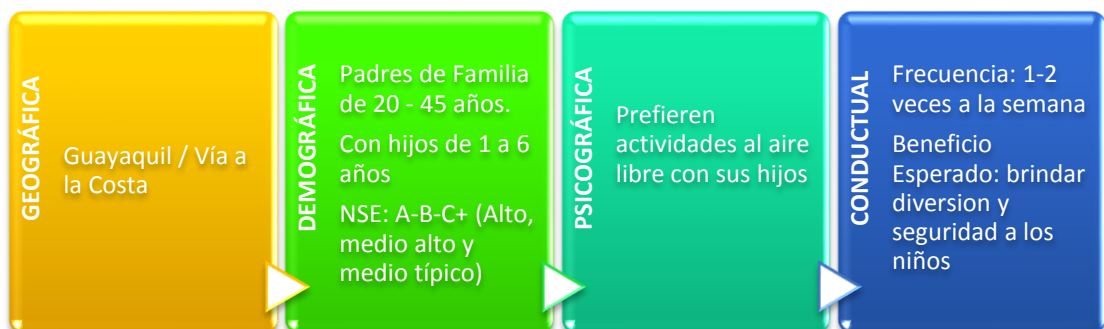 GEOGRÁFICA
Guayaquil / Vía a
la Costa
DEMOGRÁFICA
Padres de Familia
de 20 - 45 años.
Con hijos de 1 a 6
años
NSE: A-B-C+ (Alto,
medio alto y
medio típico)
PSICOGRÁFICA
Prefieren
actividades al aire
libre con sus hijos
CONDUCTUAL
Frecuencia: 1-2
veces a la semana
Beneficio
Esperado: brindar
diversion y
seguridad a los
niños